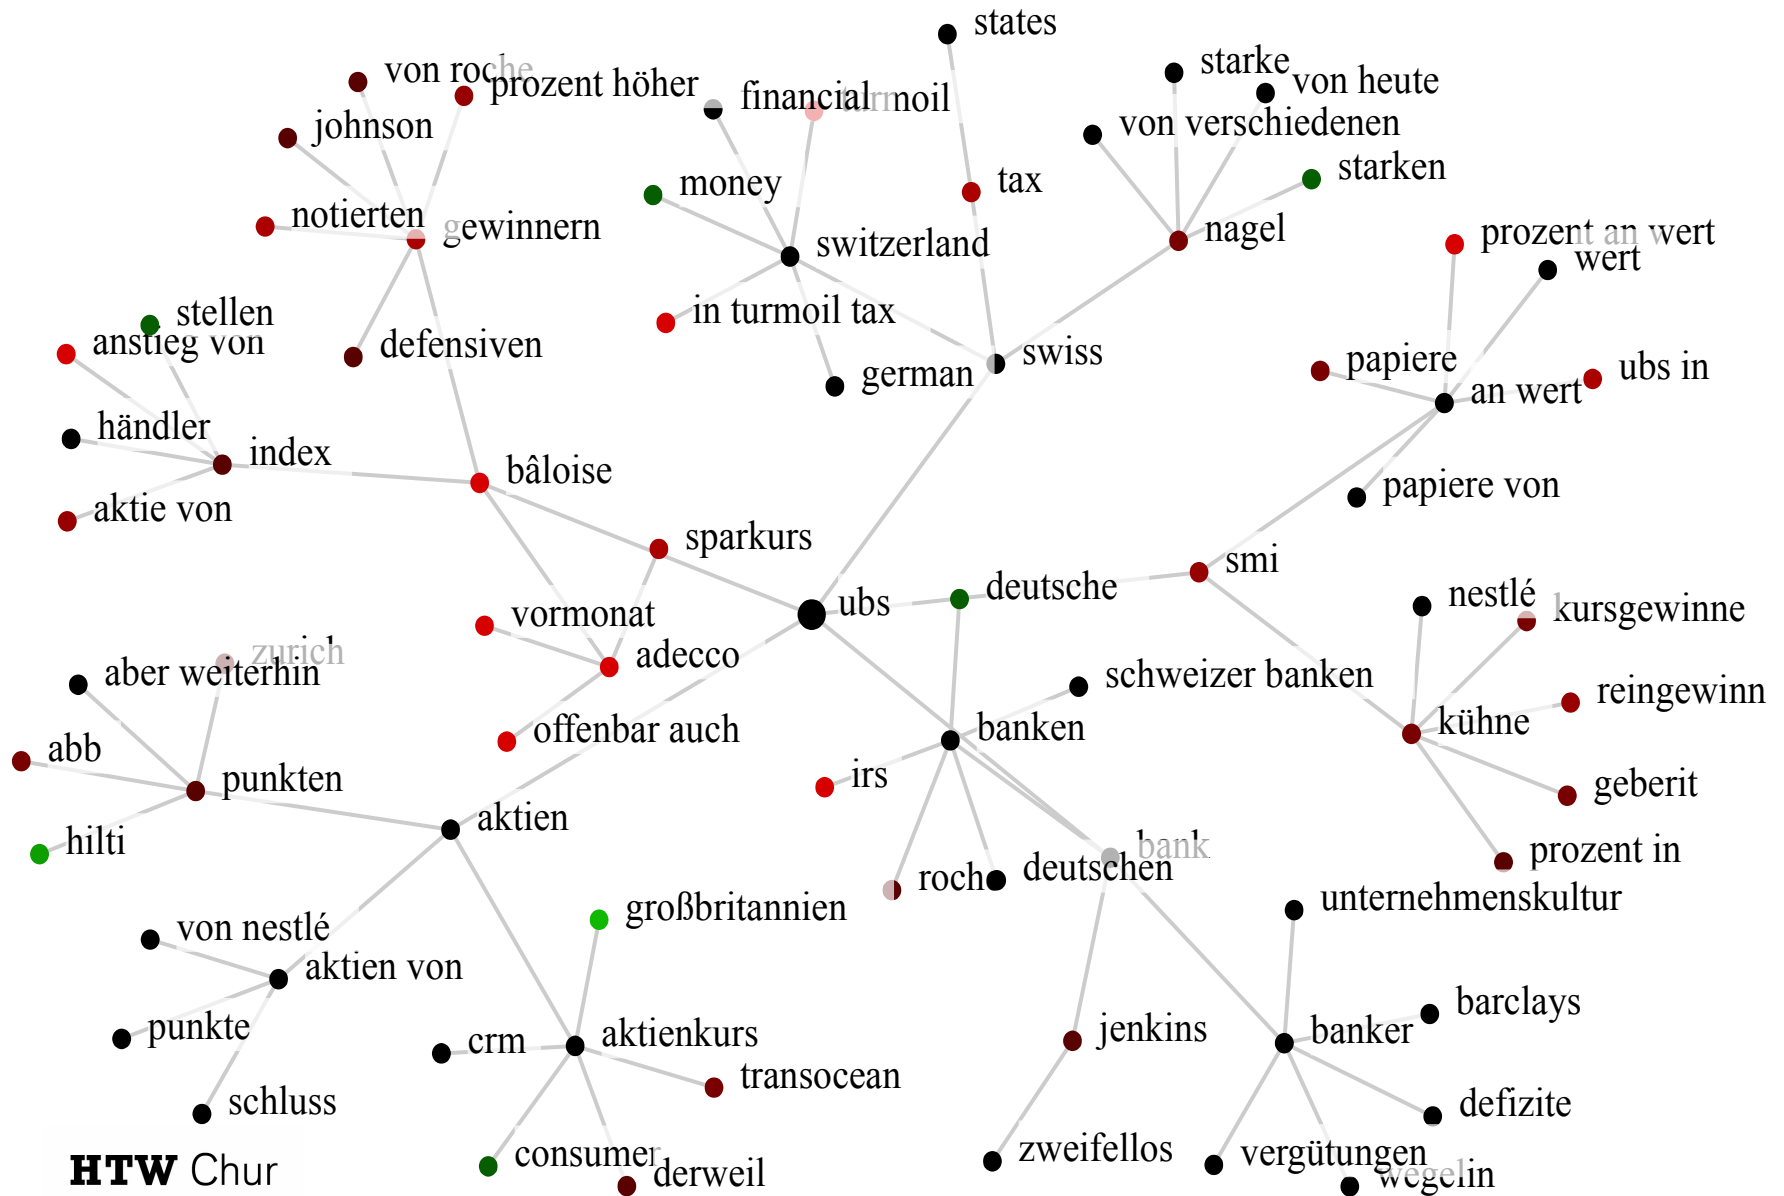 states
starke
von heute
von roche
prozent höher
financial
turmoil
johnson
von verschiedenen
starken
money
tax
notierten
gewinnern
switzerland
nagel
prozent an wert
wert
stellen
anstieg von
in turmoil tax
defensiven
german
swiss
papiere
ubs in
an wert
händler
index
bâloise
papiere von
aktie von
sparkurs
smi
deutsche
ubs
nestlé
kursgewinne
vormonat
zurich
aber weiterhin
adecco
schweizer banken
reingewinn
offenbar auch
banken
kühne
abb
punkten
irs
geberit
hilti
aktien
bank
deutschen
prozent in
roch
großbritannien
unternehmenskultur
von nestlé
aktien von
punkte
crm
aktienkurs
jenkins
banker
barclays
transocean
schluss
defizite
consumer
derweil
zweifellos
vergütungen
wegelin
HTW Chur